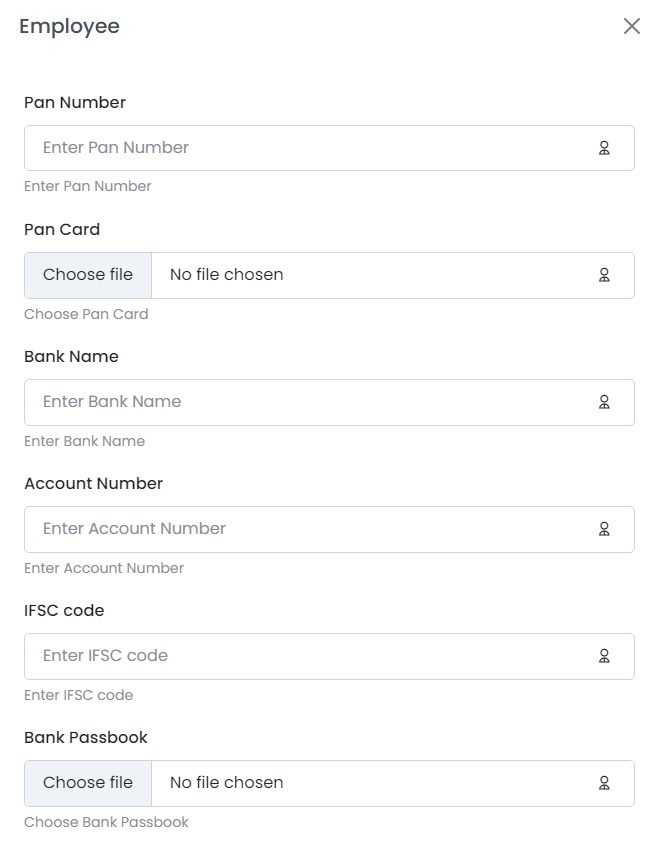 Employee
Pan Number
Enter Pan Number
Enter Pan Number
Pan Card
Choose file No file chosen
Choose Pan Card
Bank Name
Enter Bank Name
Enter Bank Name
Account Number
Enter Account Number
Enter Account Number
IFSC code
Enter IFSC code
Enter IFSC code
Bank Passbook
Choose file No file chosen
Choose Bank Passbook